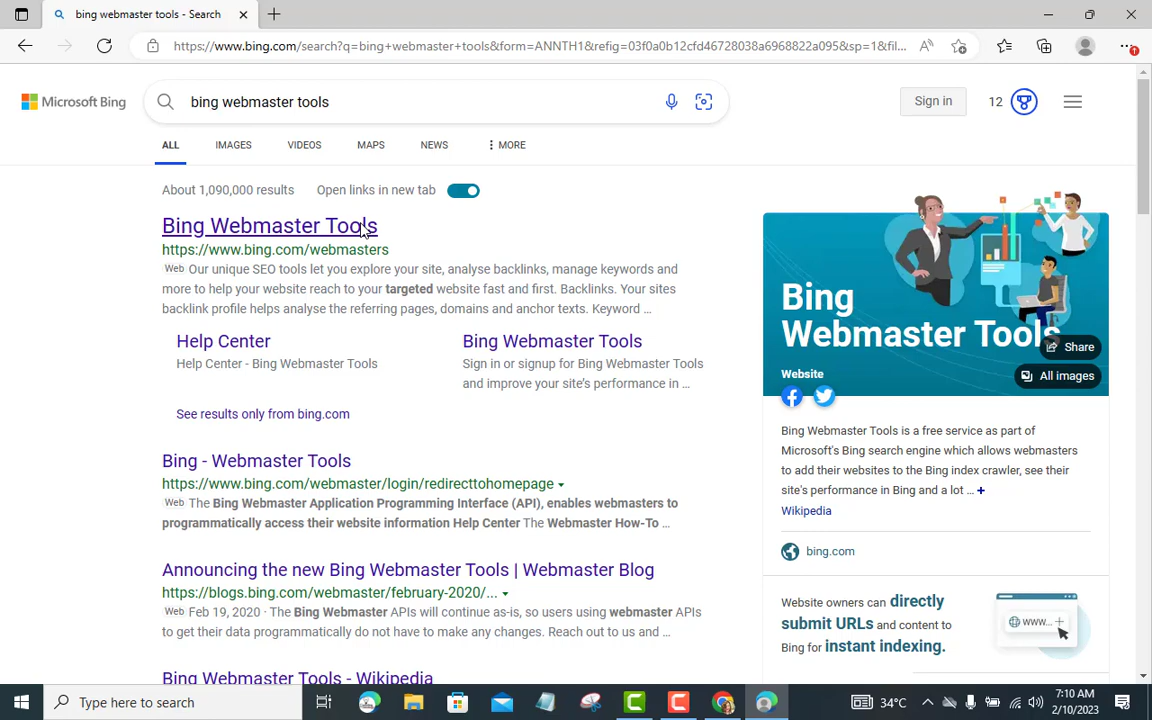 bing webmaster tools - Search
https://www.bing.com/search?q=bing+webmaster+tools&form=ANNTH1&refig=03f0a0b12cfd46728038a6968822a095&sp=1&fil...
Microsoft Bing
bing webmaster tools
Sign in
12
ALL
IMAGES
VIDEOS
MAPS
NEWS
MORE
About 1,090,000 results
Open links in new tab
Bing Webmaster Tools
https://www.bing.com/webmasters
Web Our unique SEO tools let you explore your site, analyse backlinks, manage keywords and
more to help your website reach to your targeted website fast and first. Backlinks. Your sites
backlink profile helps analyse the referring pages, domains and anchor texts. Keyword ...
Help Center
Help Center - Bing Webmaster Tools
Bing Webmaster Tools
Sign in or signup for Bing Webmaster Tools
and improve your site's performance in ...
See results only from bing.com
Bing - Webmaster Tools
https://www.bing.com/webmaster/login/redirecttohomepage
Web The Bing Webmaster Application Programming Interface (API), enables webmasters to
programmatically access their website information Help Center The Webmaster How-To ...
Announcing the new Bing Webmaster Tools | Webmaster Blog
https://blogs.bing.com/webmaster/february-2020/...
Web Feb 19, 2020 · The Bing Webmaster APIs will continue as-is, so users using webmaster APIs
to get their data programmatically do not have to make any changes. Reach out to us and ...
Bing Webmaster Tools - Wikipedia
Bing
Webmaster Tools
Share
Website
All images
Bing Webmaster Tools is a free service as part of
Microsoft's Bing search engine which allows webmasters
to add their websites to the Bing index crawler, see their
site's performance in Bing and a lot ... +
Wikipedia
bing.com
Website owners can directly
submit URLs and content to
Bing for instant indexing.
www... +
Type here to search
34°C
7:10 AM
2/10/2023